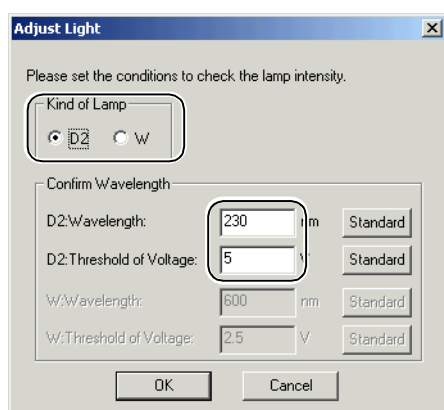 Adjust Light
Please set the conditions to check the lamp intensity.
Kind of Lamp
D2 W
Confirm Wavelength
D2:Wavelength: 230 nm Standard
D2:Threshold of Voltage: 5 V Standard
W:Wavelength: 600 nm Standard
W:Threshold of Voltage: 2.5 V Standard
OK Cancel